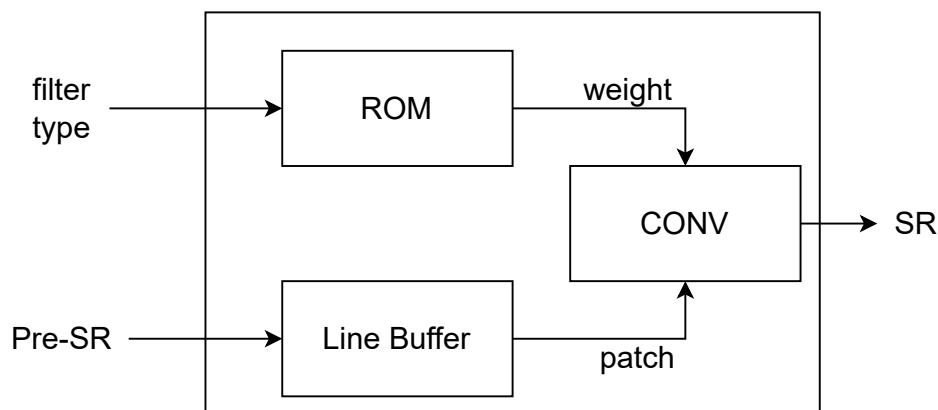 filter
type
ROM
weight
CONV
SR
Pre-SR
Line Buffer
patch